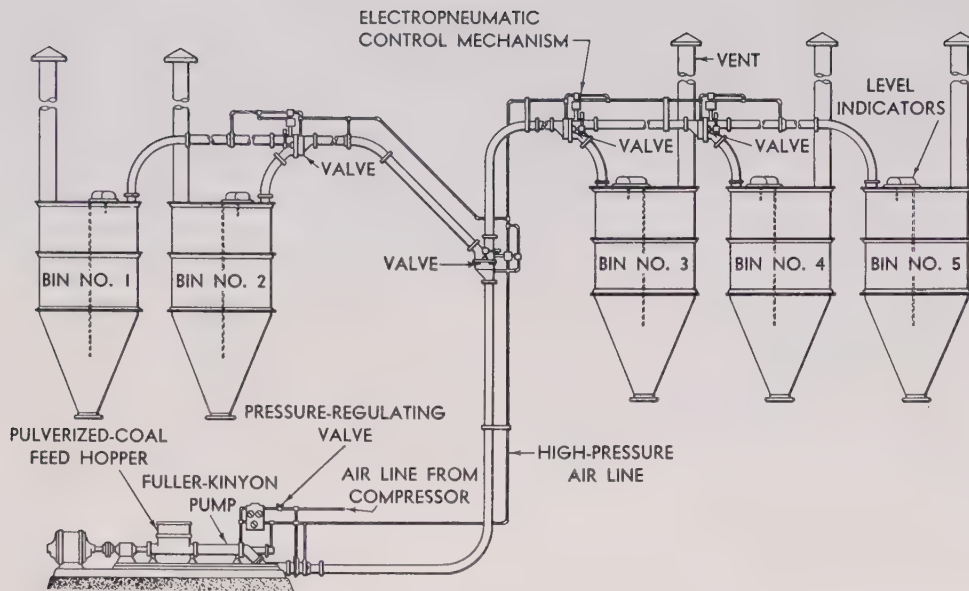 ELECTROPNEUMATIC
CONTROL MECHANISM
VENT
LEVEL
INDICATORS
VALVE
VALVE
VALVE
VALVE
BIN NO. 1
BIN NO. 2
BIN NO. 3
BIN NO. 4
BIN NO. 5
PRESSURE-REGULATING
VALVE
PULVERIZED-COAL
FEED HOPPER
FULLER-KINYON
PUMP
AIR LINE FROM
COMPRESSOR
HIGH-PRESSURE
AIR LINE